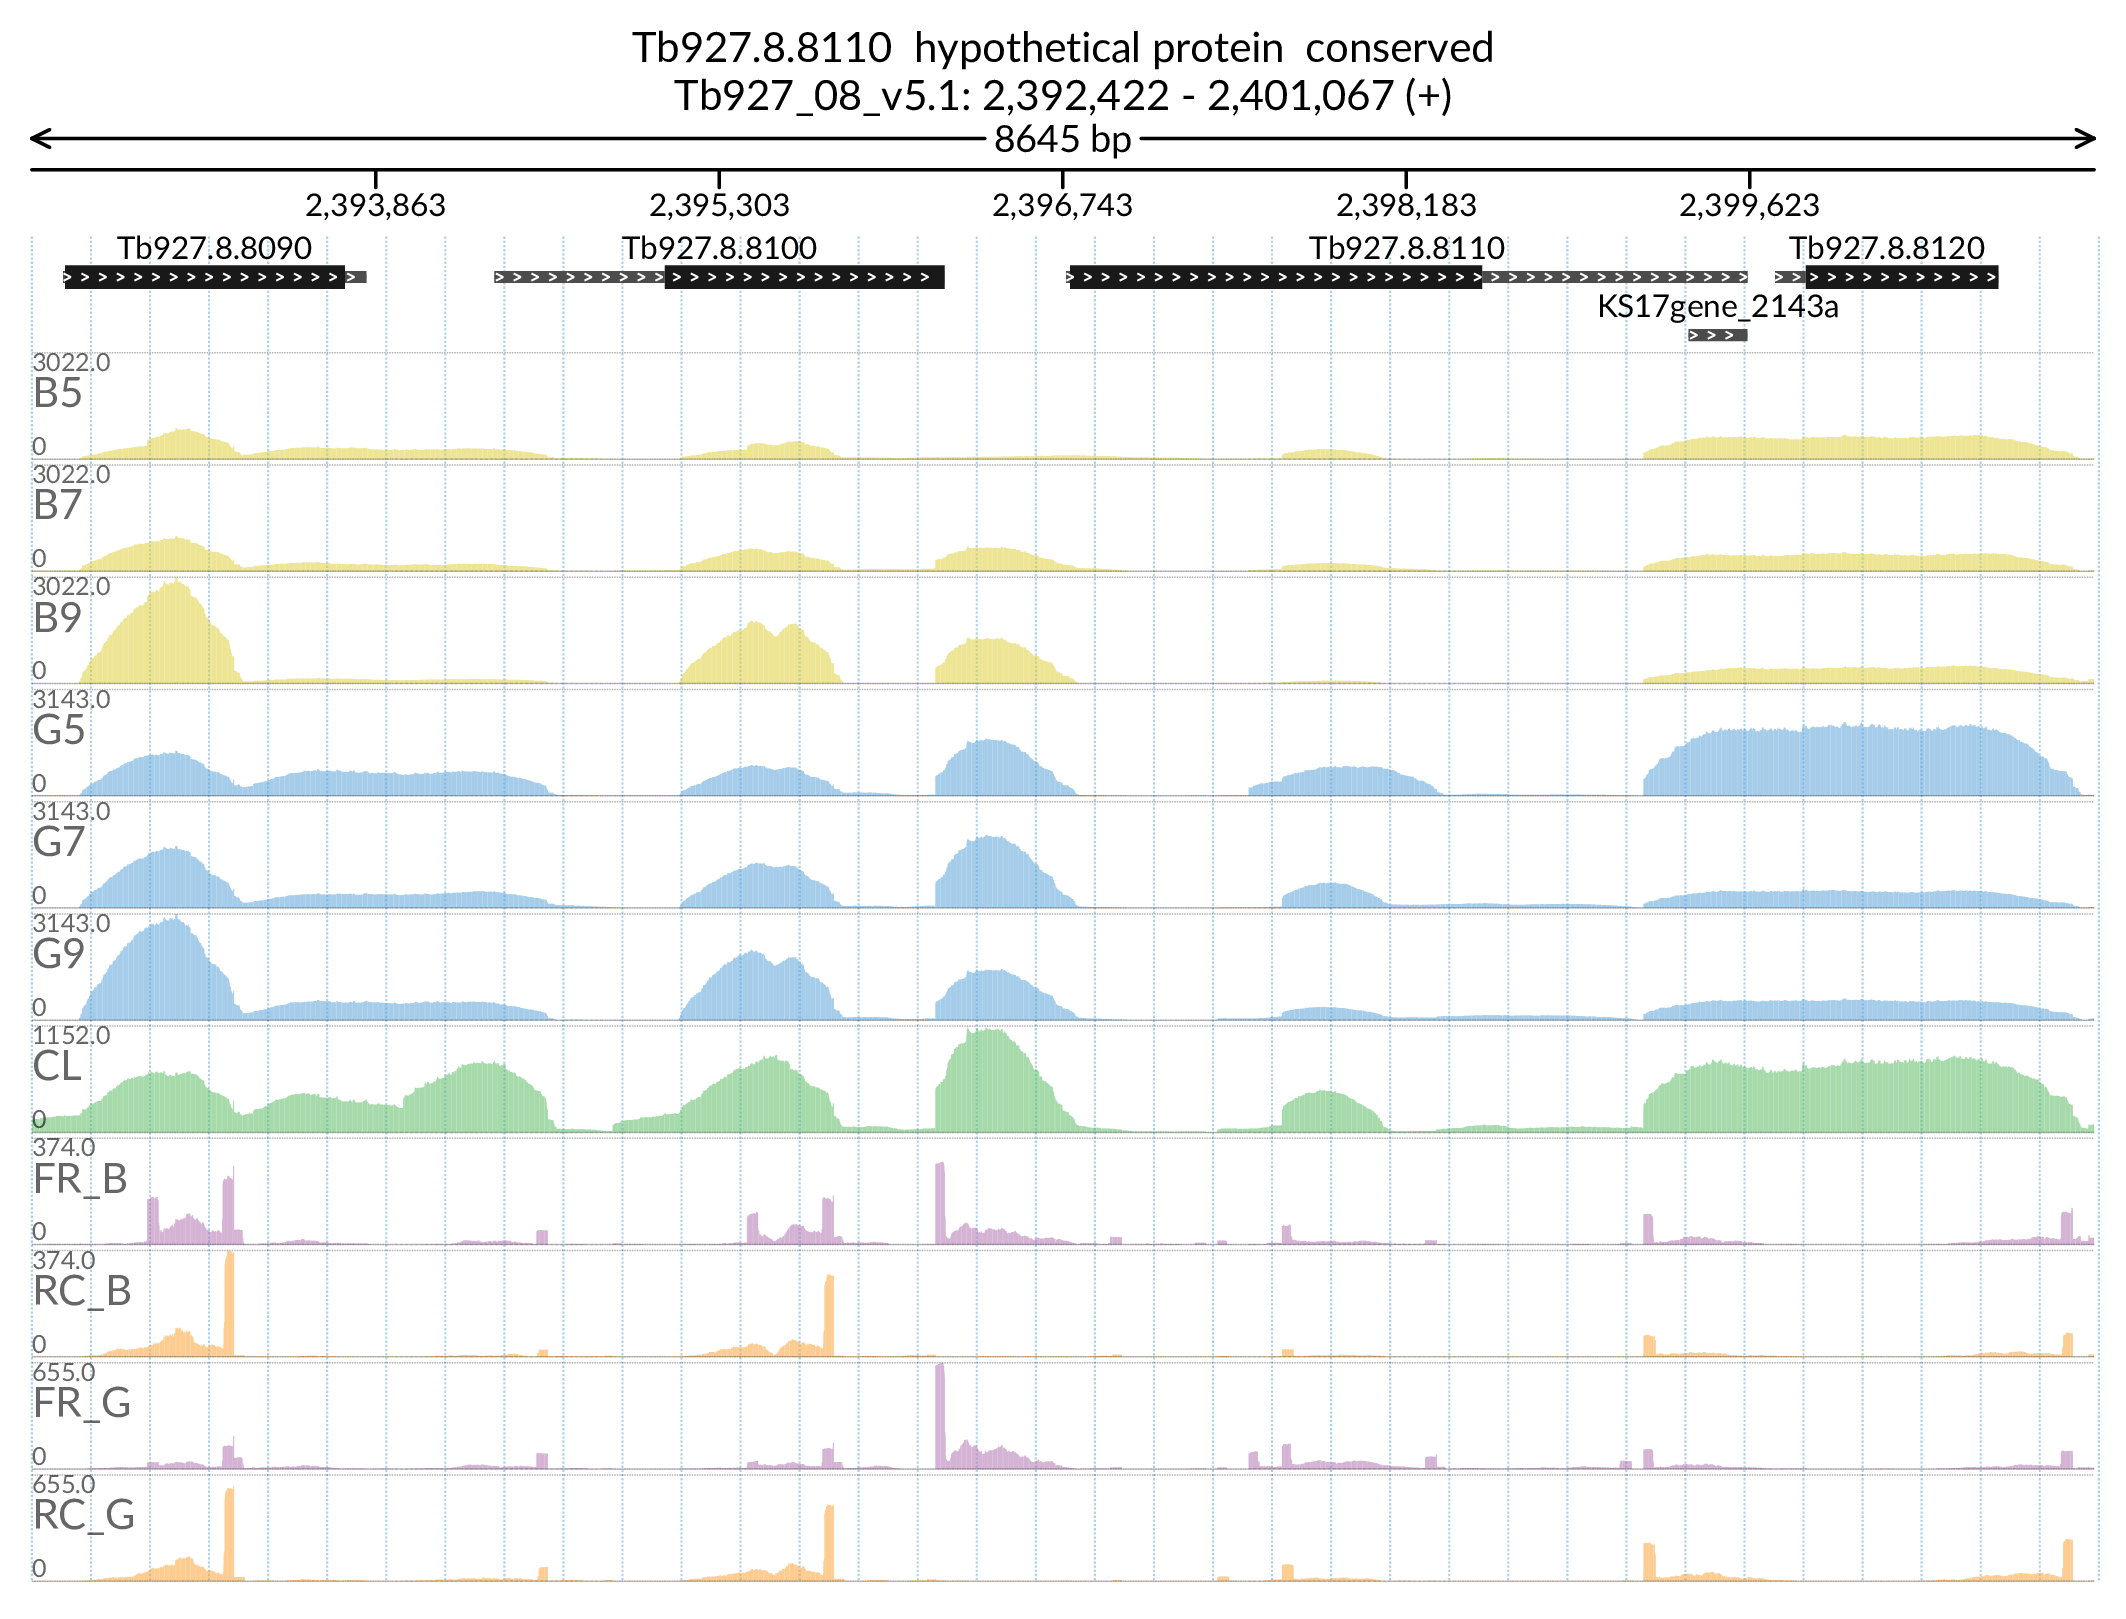 Tb927.8.8110  hypothetical protein  conserved
Tb927_08_v5.1: 2,392,422 - 2,401,067 (+)
8645 bp
2,393,863 2,395,303 2,396,743 2,398,183 2,399,623
Tb927.8.8090 Tb927.8.8100 Tb927.8.8110 Tb927.8.8120
KS17gene_2143a
3022.0
B5
0
3022.0
B7
0
3022.0
B9
0
3143.0
G5
0
3143.0
G7
0
3143.0
G9
0
1152.0
CL
0
374.0
FR_B
0
374.0
RC_B
0
655.0
FR_G
0
655.0
RC_G
0